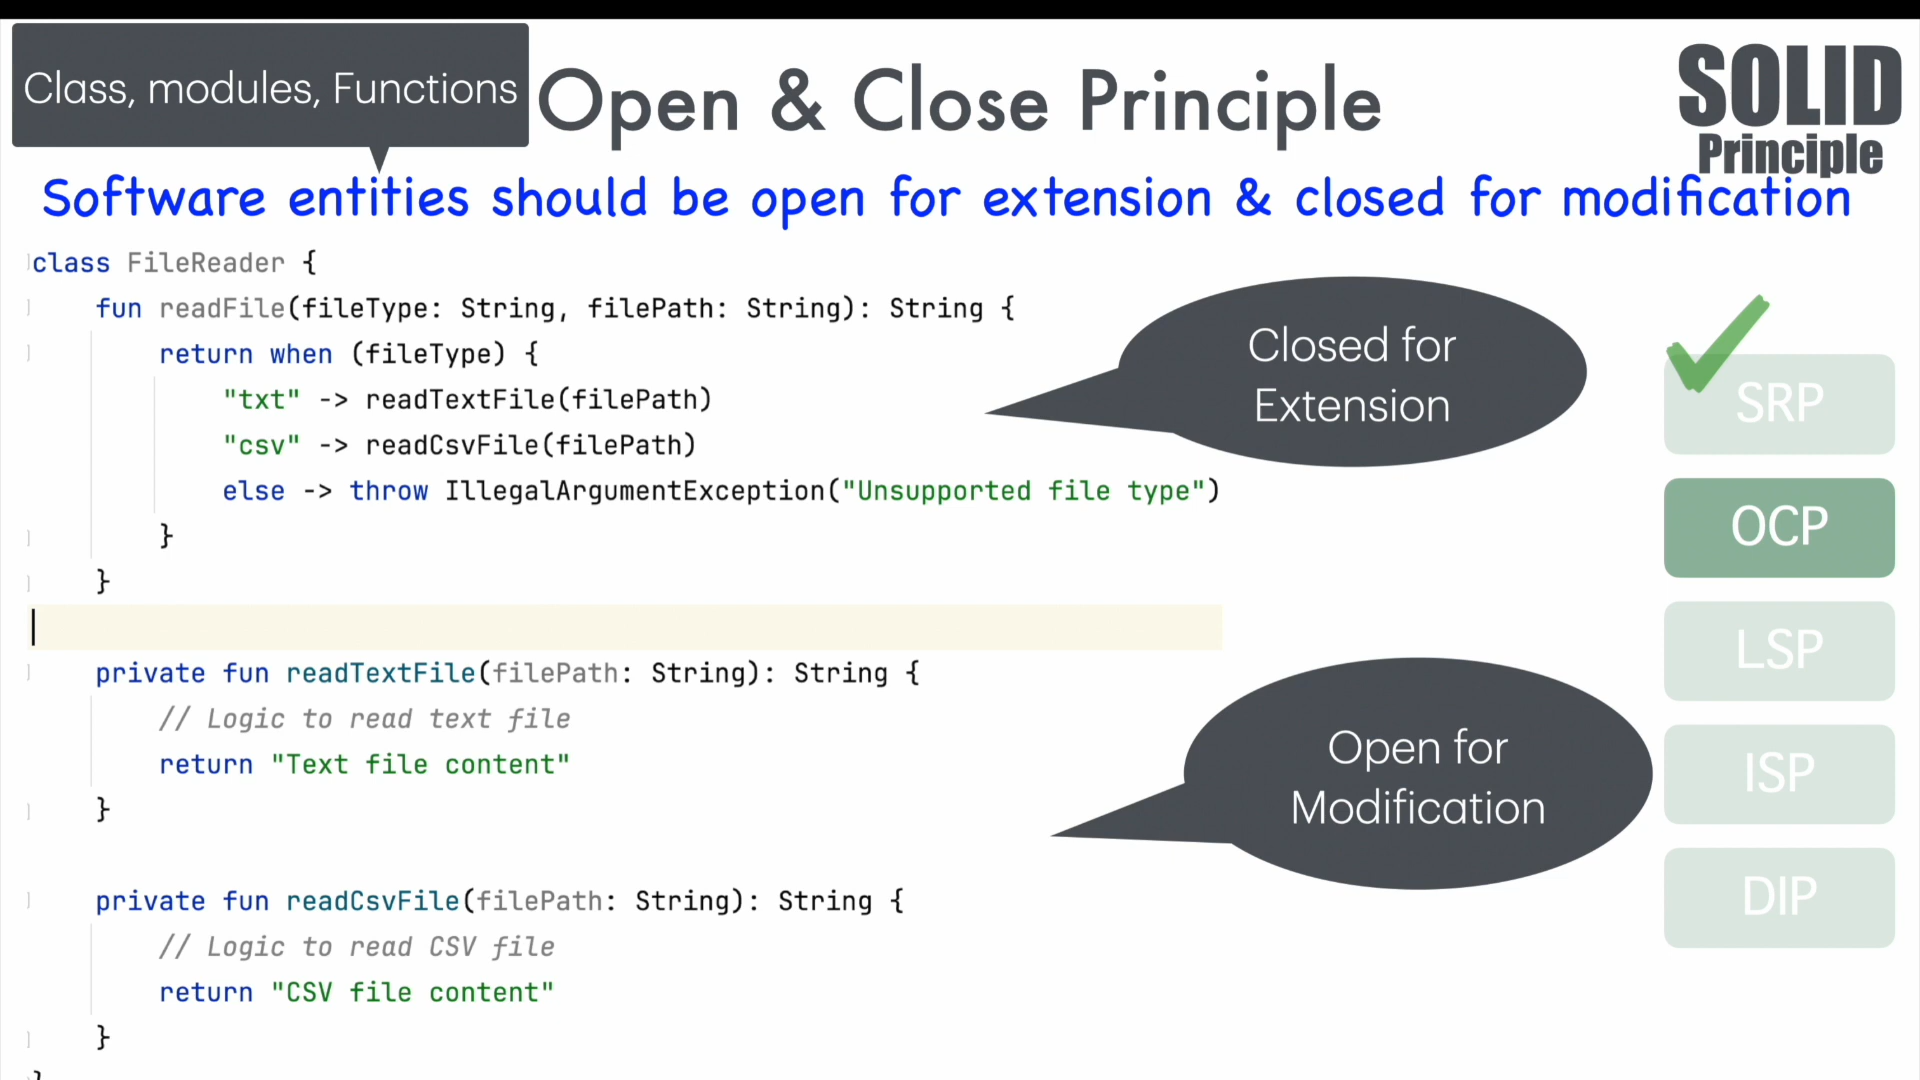 Class, modules, Functions
Open & Close Principle
SOLID
Principle
Software entities should be open for extension & closed for modification
class FileReader {
fun readFile(fileType: String, filePath: String): String {
return when (fileType) {
"txt" -> readTextFile(filePath)
"csv" -> readCsvFile(filePath)
else -> throw IllegalArgumentException("Unsupported file type")
}
}
private fun readTextFile(filePath: String): String {
// Logic to read text file
return "Text file content"
}
private fun readCsvFile(filePath: String): String {
// Logic to read CSV file
return "CSV file content"
}
}
Closed for
Extension
Open for
Modification
SRP
OCP
LSP
ISP
DIP